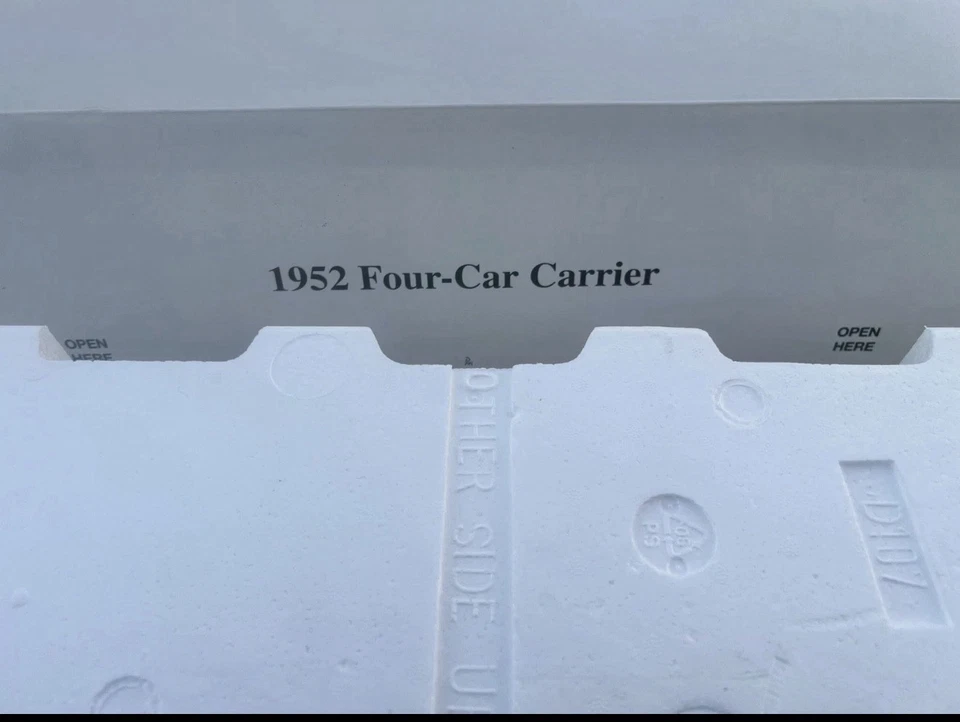 1952 Four-Car Carrier
OPEN
HERE
OPEN
HERE
OTHER SIDE
PS
D107